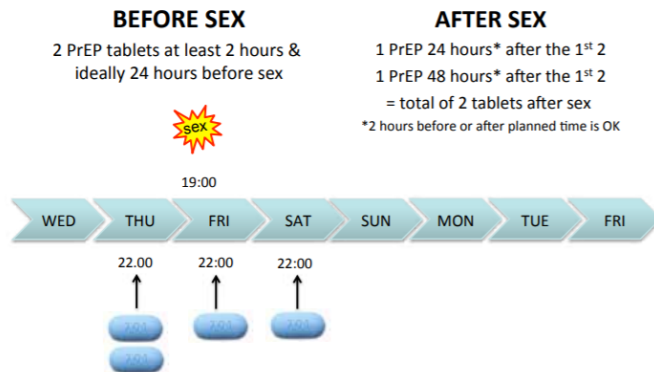 BEFORE SEX
2 PrEP tablets at least 2 hours &
ideally 24 hours before sex
AFTER SEX
1 PrEP 24 hours* after the 1st 2
1 PrEP 48 hours* after the 1st 2
= total of 2 tablets after sex
*2 hours before or after planned time is OK
sex
19:00
WED THU FRI SAT SUN MON TUE FRI
22.00 22:00 22:00